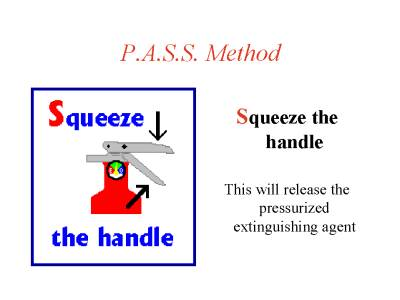 P.A.S.S. Method
Squeeze
the handle
Squeeze the
handle
This will release the
pressurized
extinguishing agent